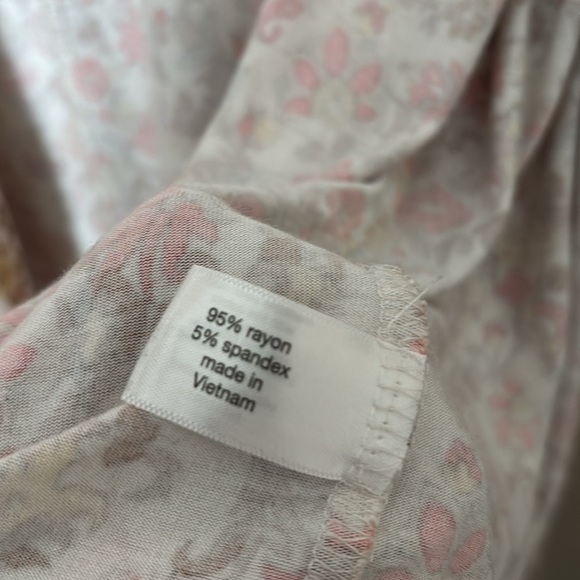 95% rayon
5% spandex
made in
Vietnam